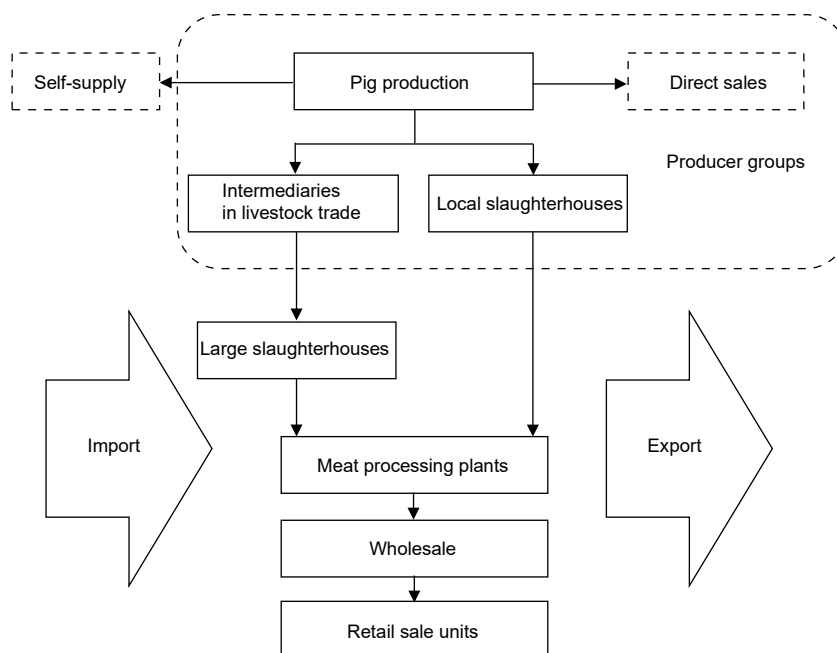 Self-supply
Pig production
Direct sales
Producer groups
Intermediaries
in livestock trade
Local slaughterhouses
Large slaughterhouses
Import
Export
Meat processing plants
Wholesale
Retail sale units